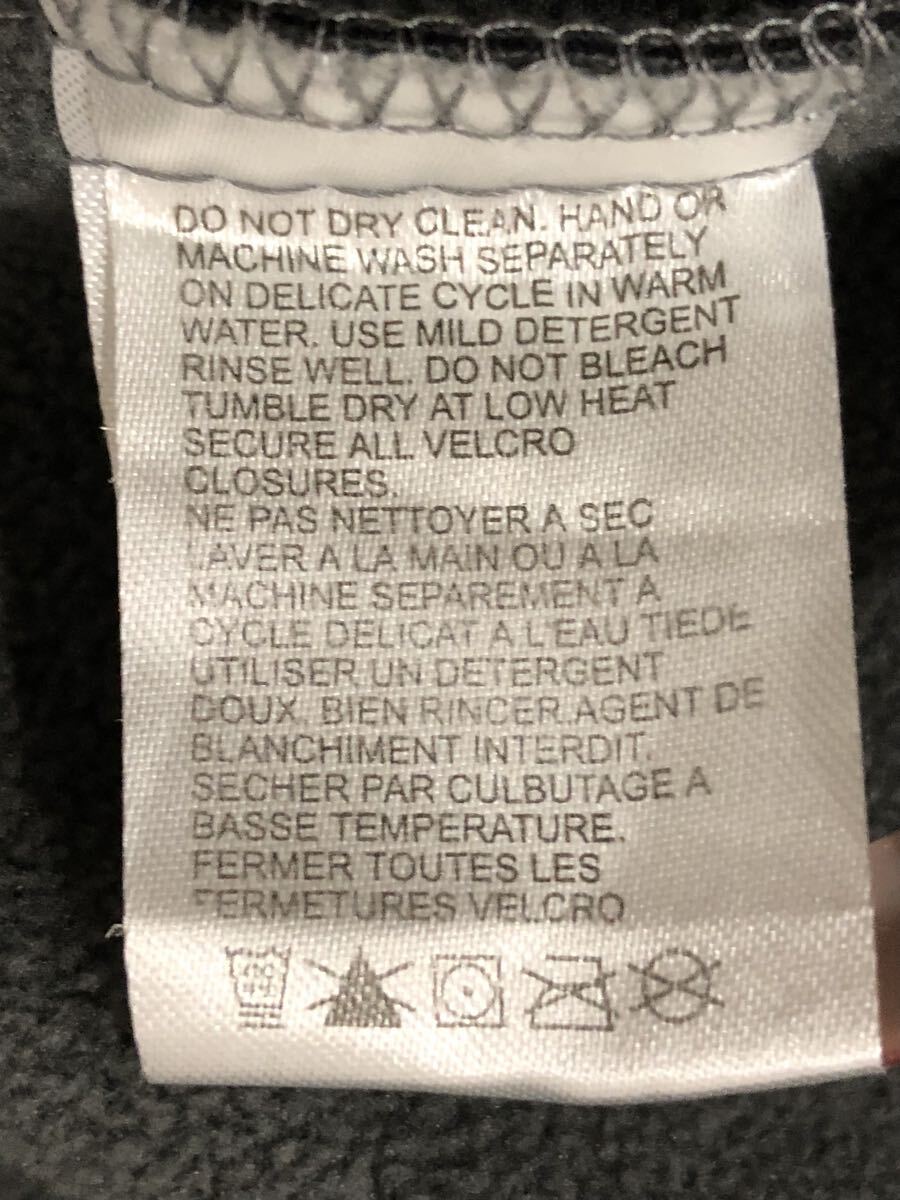 DO NOT DRY CLEAN. HAND OR
MACHINE WASH SEPARATELY
ON DELICATE CYCLE IN WARM
WATER. USE MILD DETERGENT
RINSE WELL. DO NOT BLEACH
TUMBLE DRY AT LOW HEAT
SECURE ALL VELCRO
CLOSURES.
NE PAS NETTOYER A SEC
LAVER A LA MAIN OU A LA
MACHINE SEPAREMENT A
CYCLE DELICAT A L'EAU TIEDE
UTILISER UN DETERGENT
DOUX. BIEN RINCER.AGENT DE
BLANCHIMENT INTERDIT.
SECHER PAR CULBUTAGE A
BASSE TEMPERATURE.
FERMER TOUTES LES
FERMETURES VELCRO